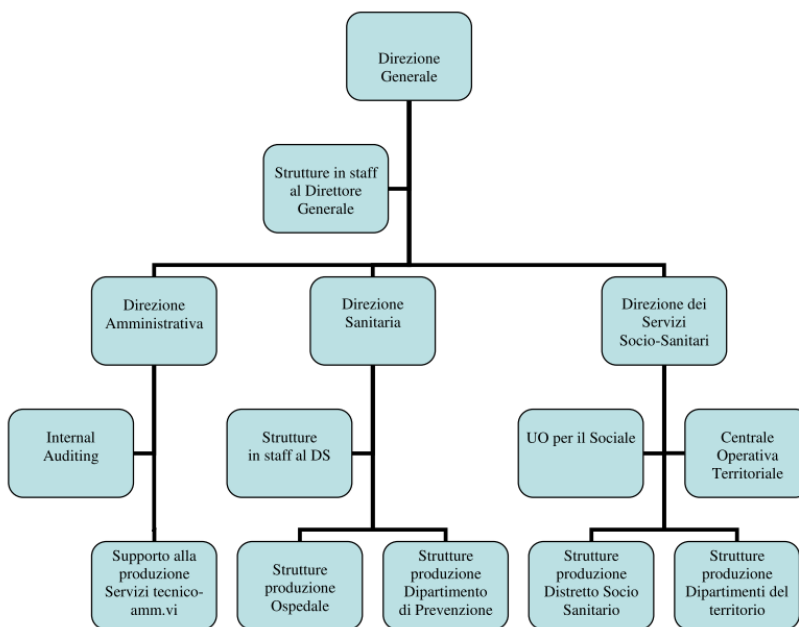 Direzione
Generale
Strutture in staff
al Direttore
Generale
Direzione
Amministrativa
Direzione
Sanitaria
Direzione dei
Servizi
Socio-Sanitari
Internal
Auditing
Strutture
in staff al DS
UO per il Sociale
Centrale
Operativa
Territoriale
Supporto alla
produzione
Servizi tecnico-
amm.vi
Strutture
produzione
Ospedale
Strutture
produzione
Dipartimento
di Prevenzione
Strutture
produzione
Distretto Socio
Sanitario
Strutture
produzione
Dipartimenti del
territorio